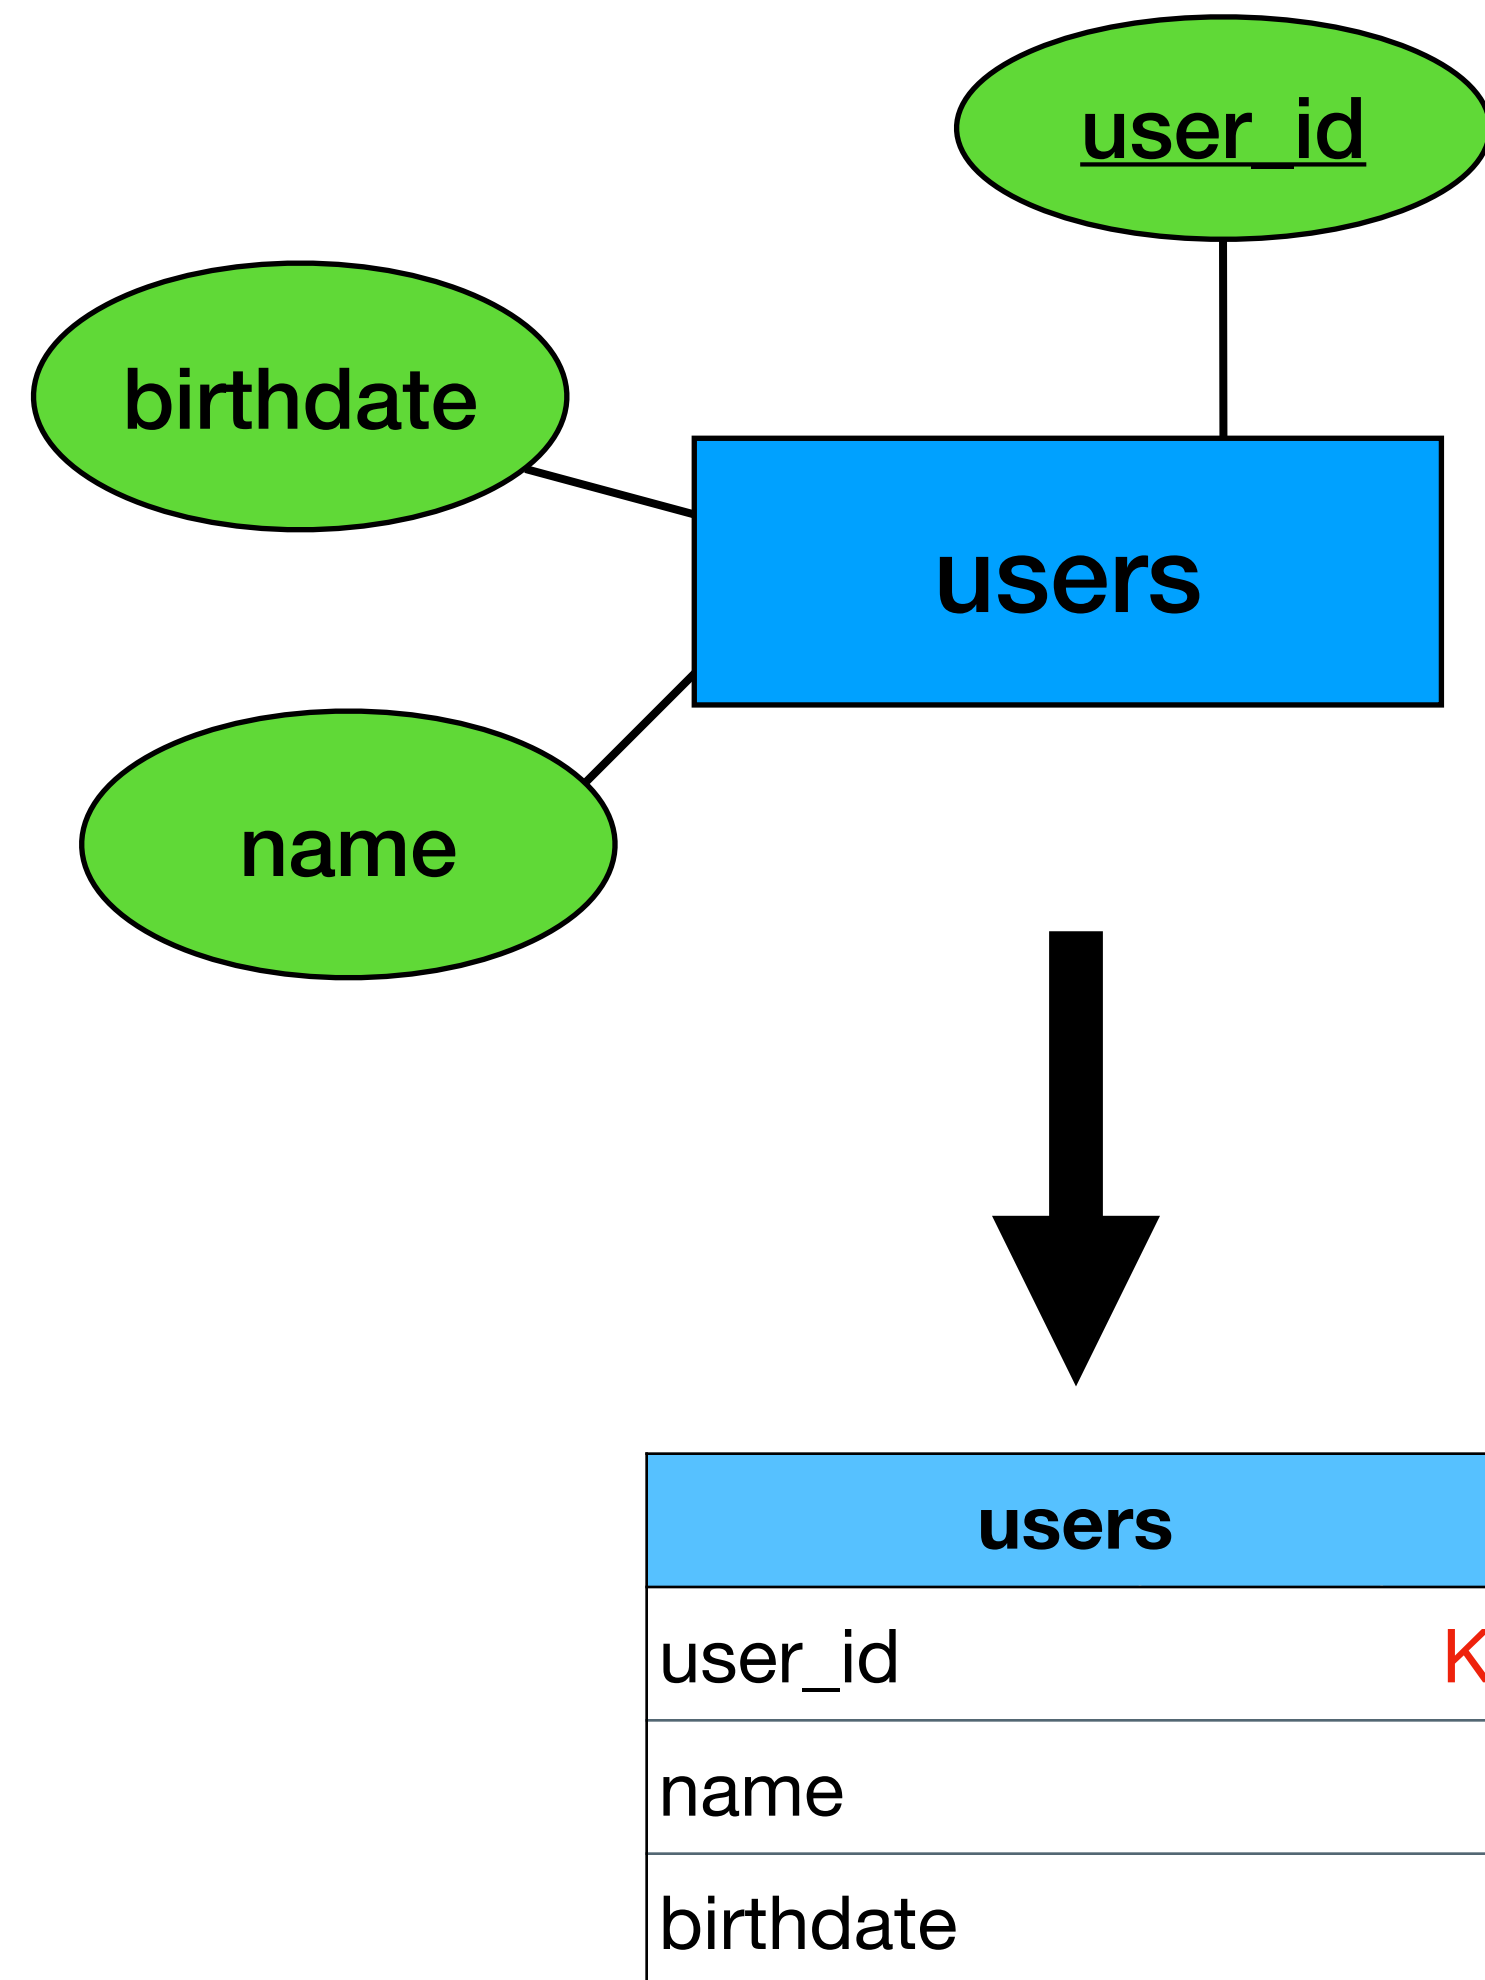 user_id
birthdate
users
name
users
user_id K
name
birthdate